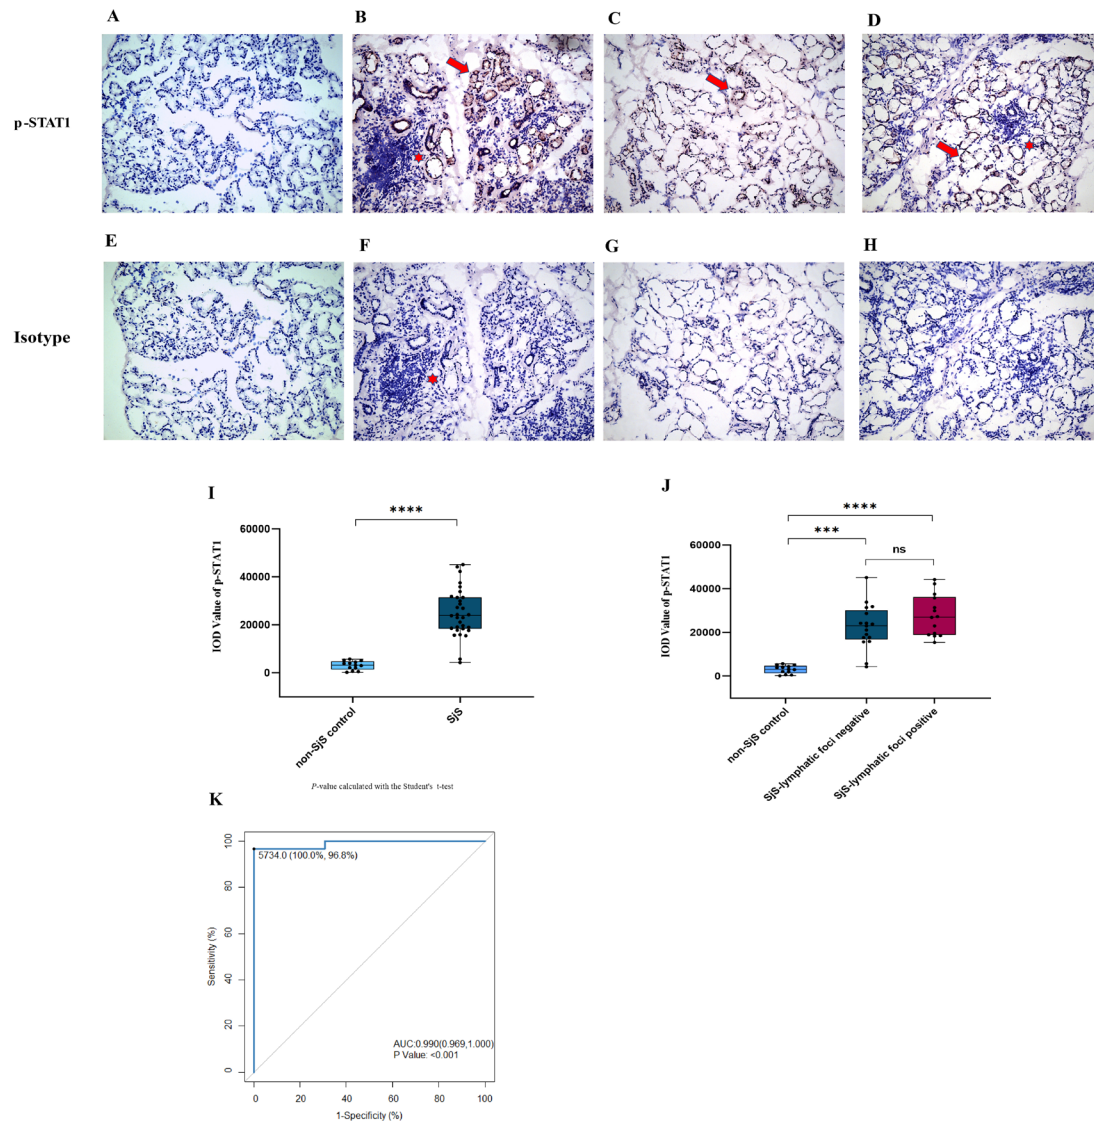 A
B
C
D
p-STAT1
E
F
G
H
Isotype
I
****
60000
40000
20000
0
IOD Value of p-STAT1
non-SjS control
SjS
P-value calculated with the Student's t-test
J
****
***
ns
60000
40000
20000
0
IOD Value of p-STAT1
non-SjS control
SjS-lymphatic foci negative
SjS-lymphatic foci positive
K
100
80
60
40
20
0
Sensitivity (%)
5734.0 (100.0%, 96.8%)
AUC:0.990(0.969,1.000)
P Value: <0.001
0 20 40 60 80 100
1-Specificity (%)